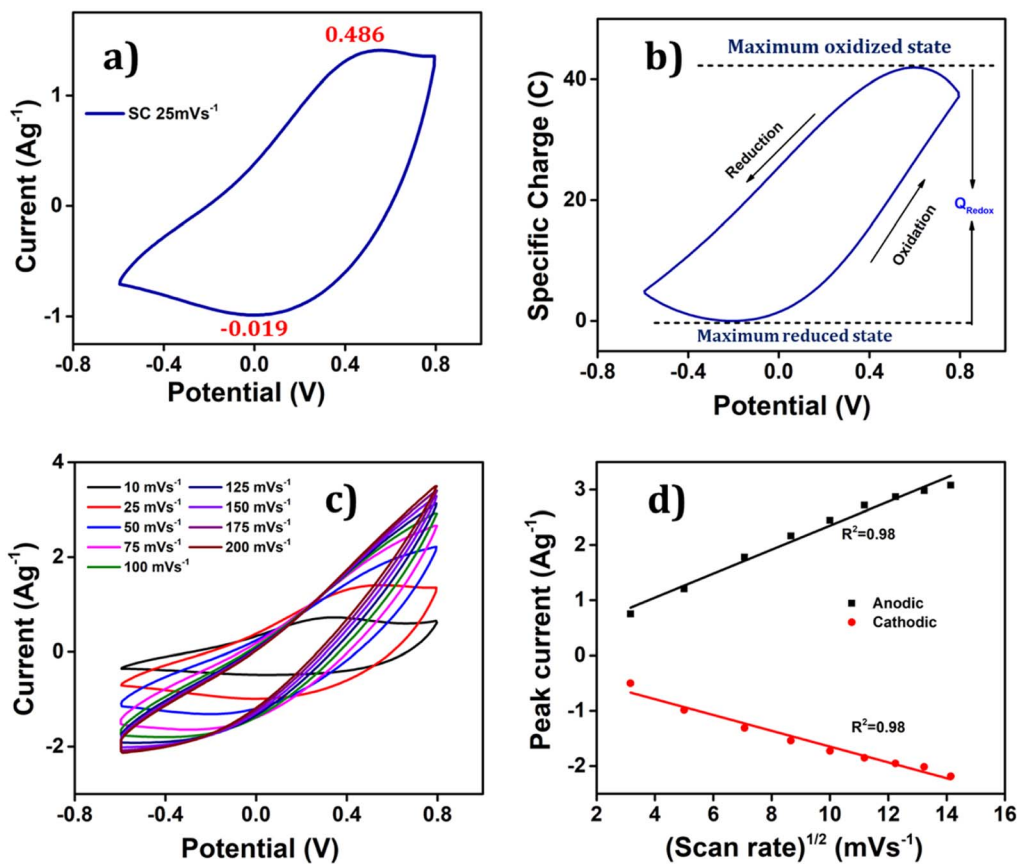 a)
0.486
SC 25mVs⁻¹
-0.019
Current (Ag⁻¹)
1
0
-1
-0.8
-0.4
0.0
0.4
0.8
Potential (V)
b)
Maximum oxidized state
Reduction
Oxidation
Q_Redox
Maximum reduced state
Specific Charge (C)
40
20
0
-0.8
-0.4
0.0
0.4
0.8
Potential (V)
c)
10 mVs⁻¹
25 mVs⁻¹
50 mVs⁻¹
75 mVs⁻¹
100 mVs⁻¹
125 mVs⁻¹
150 mVs⁻¹
175 mVs⁻¹
200 mVs⁻¹
Current (Ag⁻¹)
4
2
0
-2
-0.8
-0.4
0.0
0.4
0.8
Potential (V)
d)
R²=0.98
Anodic
Cathodic
R²=0.98
Peak current (Ag⁻¹)
3
2
1
0
-1
-2
2
4
6
8
10
12
14
16
(Scan rate)¹/² (mVs⁻¹)